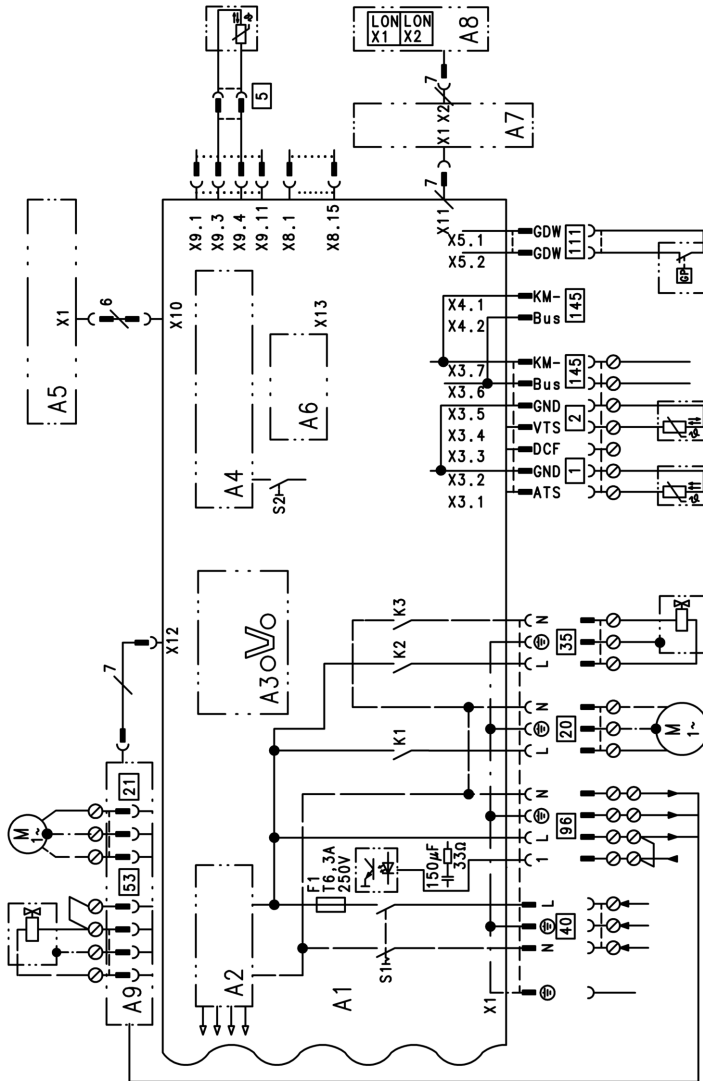 LON LON
X1 X2
A8
5
7
X1 X2
A7
7
X9.1
X9.3
X9.4
X9.11
X8.1
X8.15
X11
X5.1
X5.2
GDW
GDW
111
GP
X1
6
X10
A5
X13
A6
A4
S2
X4.1
X4.2
KM-
Bus
145
X3.7
X3.6
X3.5
X3.4
X3.3
X3.2
X3.1
KM-
Bus
GND
VTS
DCF
GND
ATS
145
2
1
ϑ
ϑ
7
X12
A3
K3
K2
K1
N
L
35
N
L
20
M
1~
N
L
1
96
M
1~
21
53
A9
A2
F1
T6,3A
250V
150µF
33Ω
S1
A1
X1
L
N
40